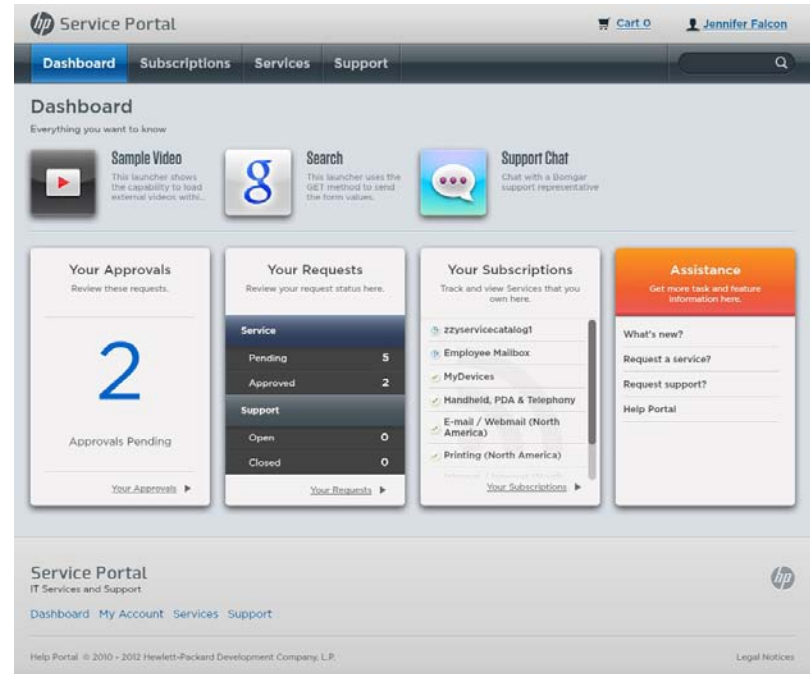 hp Service Portal
Cart 0
Jennifer Falcon
Dashboard Subscriptions Services Support
Dashboard
Everything you want to know
Sample Video
This launcher shows
the capability to load
external videos withi...
g
Search
This launcher uses the
GET method to send
the form values.
Support Chat
Chat with a Bomgar
support representative
Your Approvals
Review these requests.
2
Approvals Pending
Your Approvals
Your Requests
Review your request status here.
Service
Pending 5
Approved 2
Support
Open 0
Closed 0
Your Requests
Your Subscriptions
Track and view Services that you
own here.
zzyservicecatalog1
Employee Mailbox
MyDevices
Handheld, PDA & Telephony
E-mail / Webmail (North
America)
Printing (North America)
Your Subscriptions
Assistance
Get more task and feature
information here.
What's new?
Request a service?
Request support?
Help Portal
Service Portal
IT Services and Support
hp
Dashboard My Account Services Support
Help Portal © 2010 - 2012 Hewlett-Packard Development Company, L.P.
Legal Notices